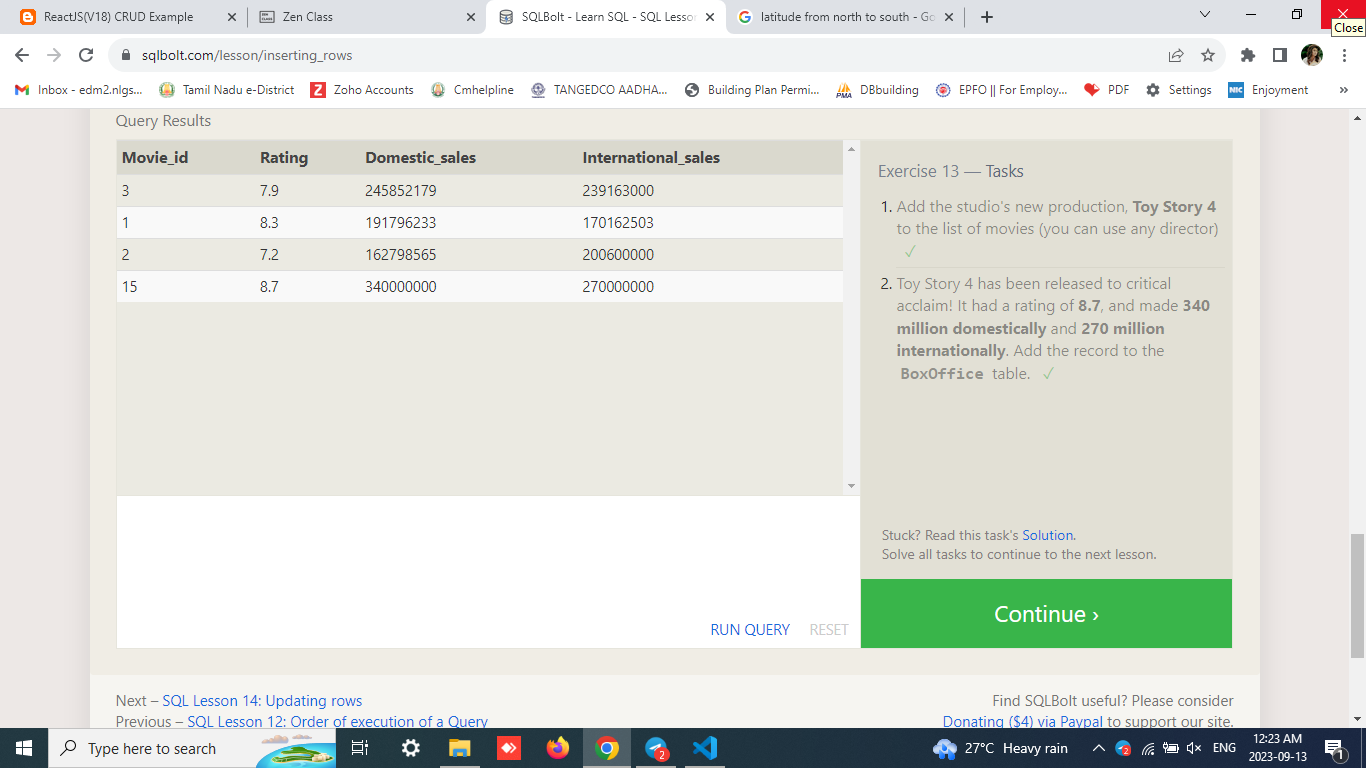 ReactJS(V18) CRUD Example
Zen Class
SQLBolt - Learn SQL - SQL Lesson
latitude from north to south - Go
Close
sqlbolt.com/lesson/inserting_rows
Inbox - edm2.nlgs...
Tamil Nadu e-District
Zoho Accounts
Cmhelpline
TANGEDCO AADHA...
Building Plan Permi...
PMA
DBbuilding
EPFO || For Employ...
PDF
Settings
NIC
Enjoyment
Query Results
Movie_id Rating Domestic_sales International_sales
3 7.9 245852179 239163000
1 8.3 191796233 170162503
2 7.2 162798565 200600000
15 8.7 340000000 270000000
Exercise 13 — Tasks
1. Add the studio's new production, Toy Story 4
to the list of movies (you can use any director)
✓
2. Toy Story 4 has been released to critical
acclaim! It had a rating of 8.7, and made 340
million domestically and 270 million
internationally. Add the record to the
BoxOffice table. ✓
Stuck? Read this task's Solution.
Solve all tasks to continue to the next lesson.
RUN QUERY RESET
Continue ›
Next – SQL Lesson 14: Updating rows
Previous – SQL Lesson 12: Order of execution of a Query
Find SQLBolt useful? Please consider
Donating ($4) via Paypal to support our site.
Type here to search
2
27°C Heavy rain
2
ENG
12:23 AM
2023-09-13
1